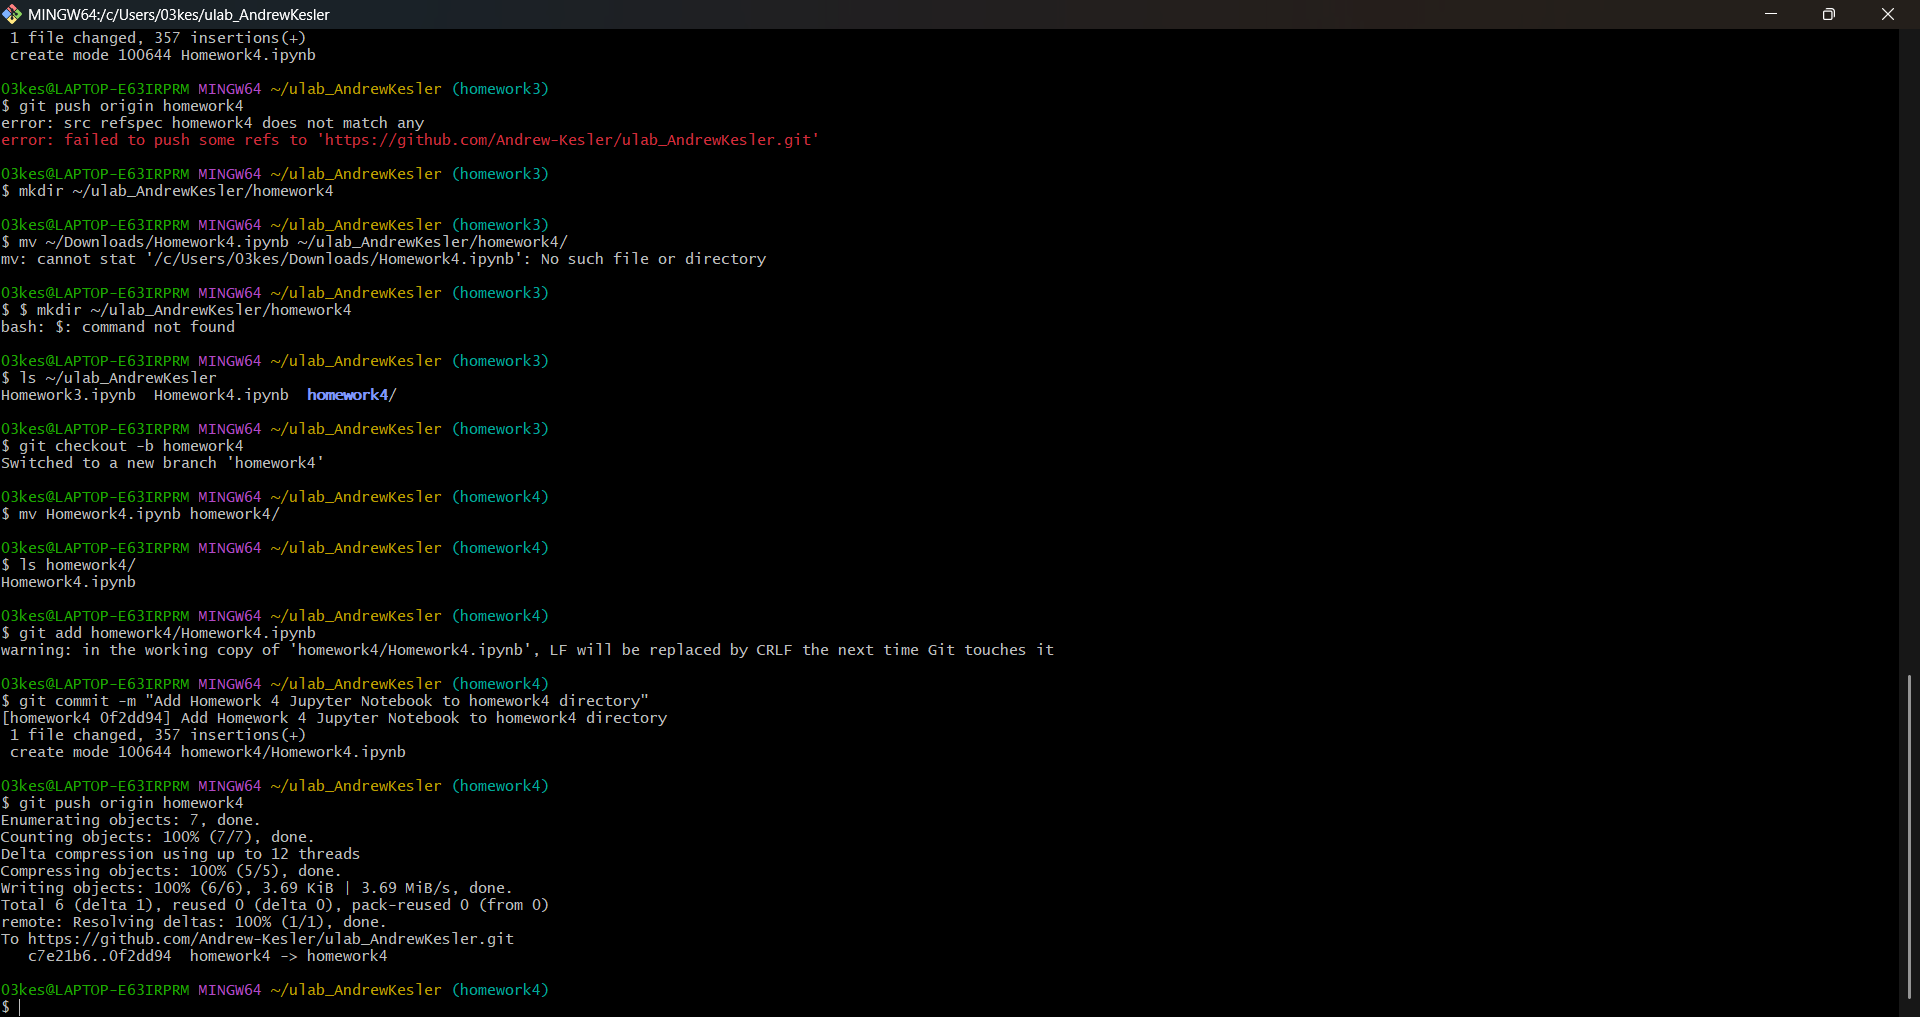 MINGW64:/c/Users/03kes/ulab_AndrewKesler
1 file changed, 357 insertions(+)
create mode 100644 Homework4.ipynb
03kes@LAPTOP-E63IRPRM MINGW64 ~/ulab_AndrewKesler (homework3)
$ git push origin homework4
error: src refspec homework4 does not match any
error: failed to push some refs to 'https://github.com/Andrew-Kesler/ulab_AndrewKesler.git'
03kes@LAPTOP-E63IRPRM MINGW64 ~/ulab_AndrewKesler (homework3)
$ mkdir ~/ulab_AndrewKesler/homework4
03kes@LAPTOP-E63IRPRM MINGW64 ~/ulab_AndrewKesler (homework3)
$ mv ~/Downloads/Homework4.ipynb ~/ulab_AndrewKesler/homework4/
mv: cannot stat '/c/Users/03kes/Downloads/Homework4.ipynb': No such file or directory
03kes@LAPTOP-E63IRPRM MINGW64 ~/ulab_AndrewKesler (homework3)
$ $ mkdir ~/ulab_AndrewKesler/homework4
bash: $: command not found
03kes@LAPTOP-E63IRPRM MINGW64 ~/ulab_AndrewKesler (homework3)
$ ls ~/ulab_AndrewKesler
Homework3.ipynb  Homework4.ipynb  homework4/
03kes@LAPTOP-E63IRPRM MINGW64 ~/ulab_AndrewKesler (homework3)
$ git checkout -b homework4
Switched to a new branch 'homework4'
03kes@LAPTOP-E63IRPRM MINGW64 ~/ulab_AndrewKesler (homework4)
$ mv Homework4.ipynb homework4/
03kes@LAPTOP-E63IRPRM MINGW64 ~/ulab_AndrewKesler (homework4)
$ ls homework4/
Homework4.ipynb
03kes@LAPTOP-E63IRPRM MINGW64 ~/ulab_AndrewKesler (homework4)
$ git add homework4/Homework4.ipynb
warning: in the working copy of 'homework4/Homework4.ipynb', LF will be replaced by CRLF the next time Git touches it
03kes@LAPTOP-E63IRPRM MINGW64 ~/ulab_AndrewKesler (homework4)
$ git commit -m "Add Homework 4 Jupyter Notebook to homework4 directory"
[homework4 0f2dd94] Add Homework 4 Jupyter Notebook to homework4 directory
1 file changed, 357 insertions(+)
create mode 100644 homework4/Homework4.ipynb
03kes@LAPTOP-E63IRPRM MINGW64 ~/ulab_AndrewKesler (homework4)
$ git push origin homework4
Enumerating objects: 7, done.
Counting objects: 100% (7/7), done.
Delta compression using up to 12 threads
Compressing objects: 100% (5/5), done.
Writing objects: 100% (6/6), 3.69 KiB | 3.69 MiB/s, done.
Total 6 (delta 1), reused 0 (delta 0), pack-reused 0 (from 0)
remote: Resolving deltas: 100% (1/1), done.
To https://github.com/Andrew-Kesler/ulab_AndrewKesler.git
c7e21b6..0f2dd94  homework4 -> homework4
03kes@LAPTOP-E63IRPRM MINGW64 ~/ulab_AndrewKesler (homework4)
$